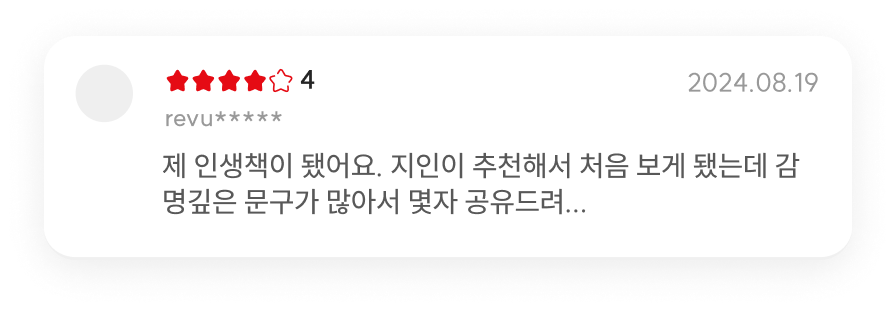 4
2024.08.19
revu*****
제 인생책이 됐어요. 지인이 추천해서 처음 보게 됐는데 감
명깊은 문구가 많아서 몇자 공유드려...